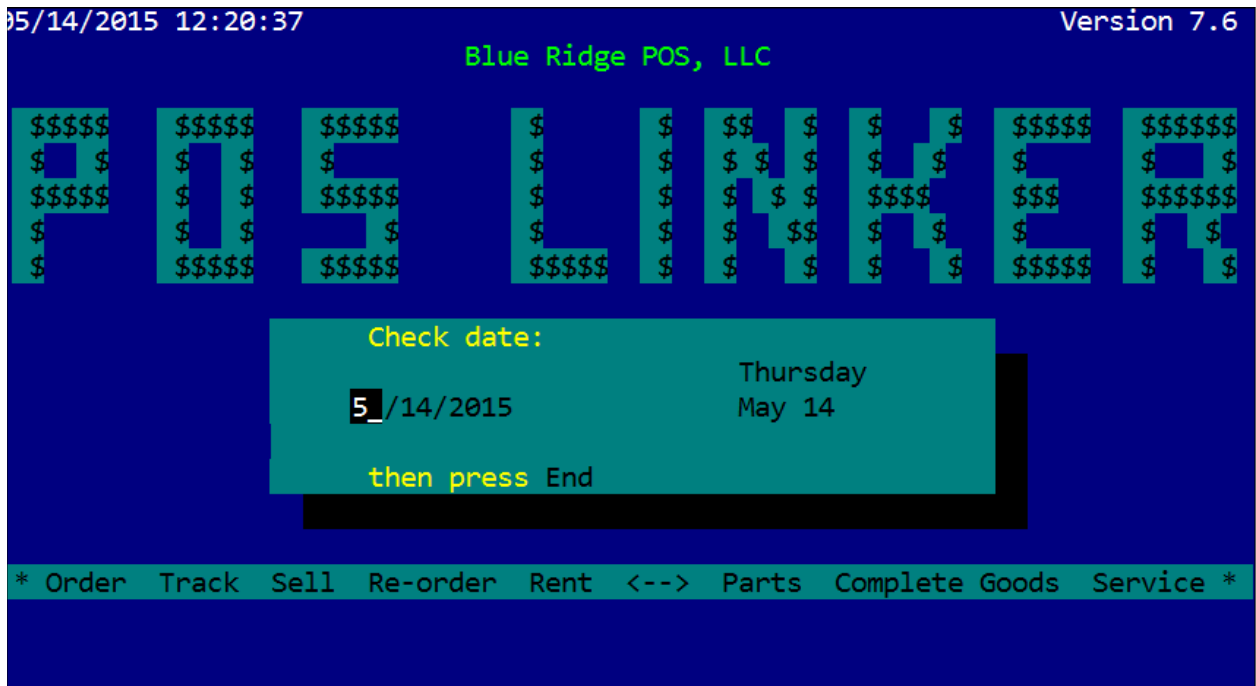 05/14/2015 12:20:37 Version 7.6
Blue Ridge POS, LLC
POS LINKER
Check date:
Thursday
5_/14/2015 May 14
then press End
* Order Track Sell Re-order Rent <--> Parts Complete Goods Service *